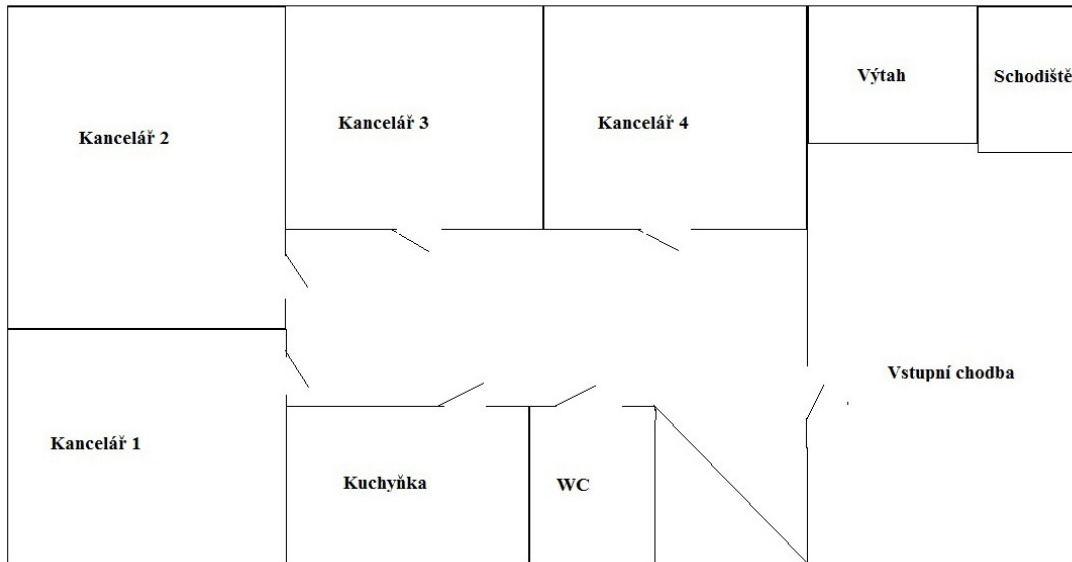 Kancelář 2
Kancelář 3
Kancelář 4
Výtah
Schodiště
Kancelář 1
Kuchyňka
WC
Vstupní chodba